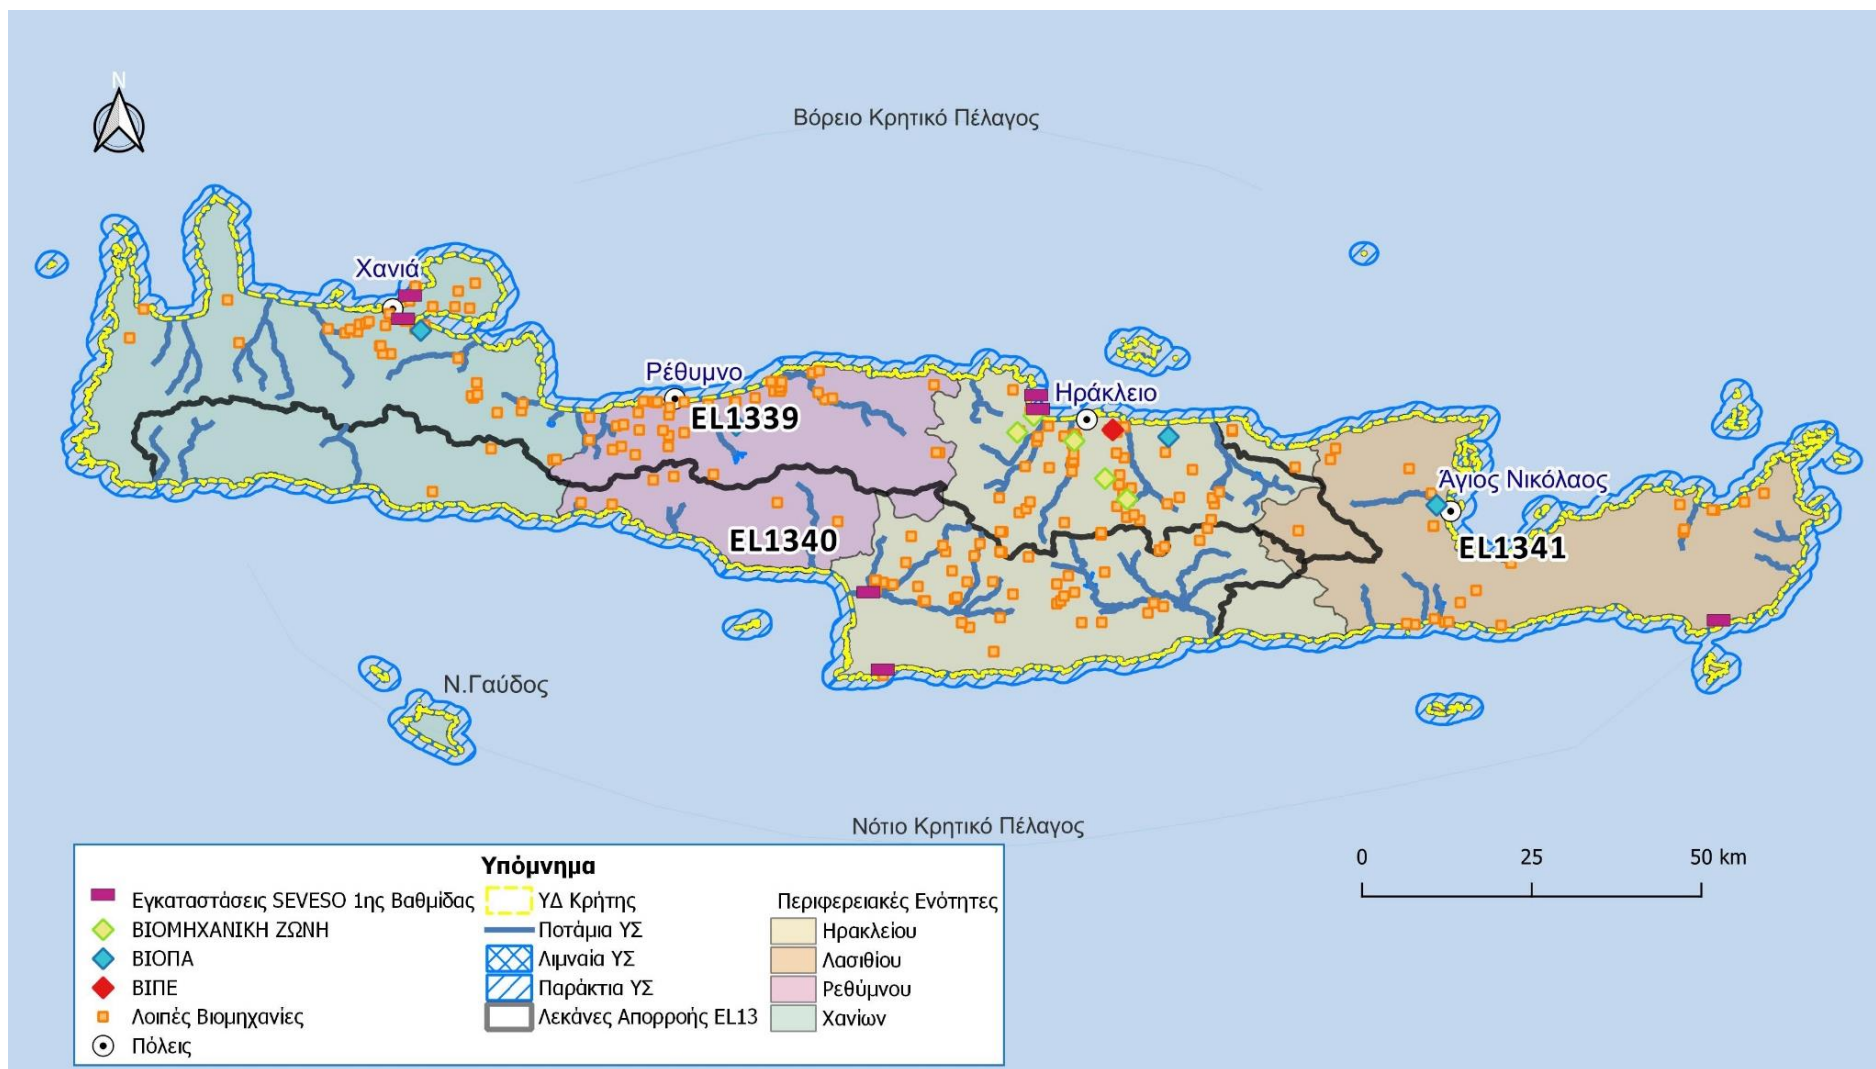 N
Βόρειο Κρητικό Πέλαγος
Χανιά
Ρέθυμνο
Ηράκλειο
EL1339
Άγιος Νικόλαος
EL1340
EL1341
Ν.Γαύδος
Νότιο Κρητικό Πέλαγος
0 25 50 km
Υπόμνημα
Εγκαταστάσεις SEVESO 1ης Βαθμίδας
ΒΙΟΜΗΧΑΝΙΚΗ ΖΩΝΗ
ΒΙΟΠΑ
ΒΙΠΕ
Λοιπές Βιομηχανίες
Πόλεις
ΥΔ Κρήτης
Ποτάμια ΥΣ
Λιμναία ΥΣ
Παράκτια ΥΣ
Λεκάνες Απορροής EL13
Περιφερειακές Ενότητες
Ηρακλείου
Λασιθίου
Ρεθύμνου
Χανίων